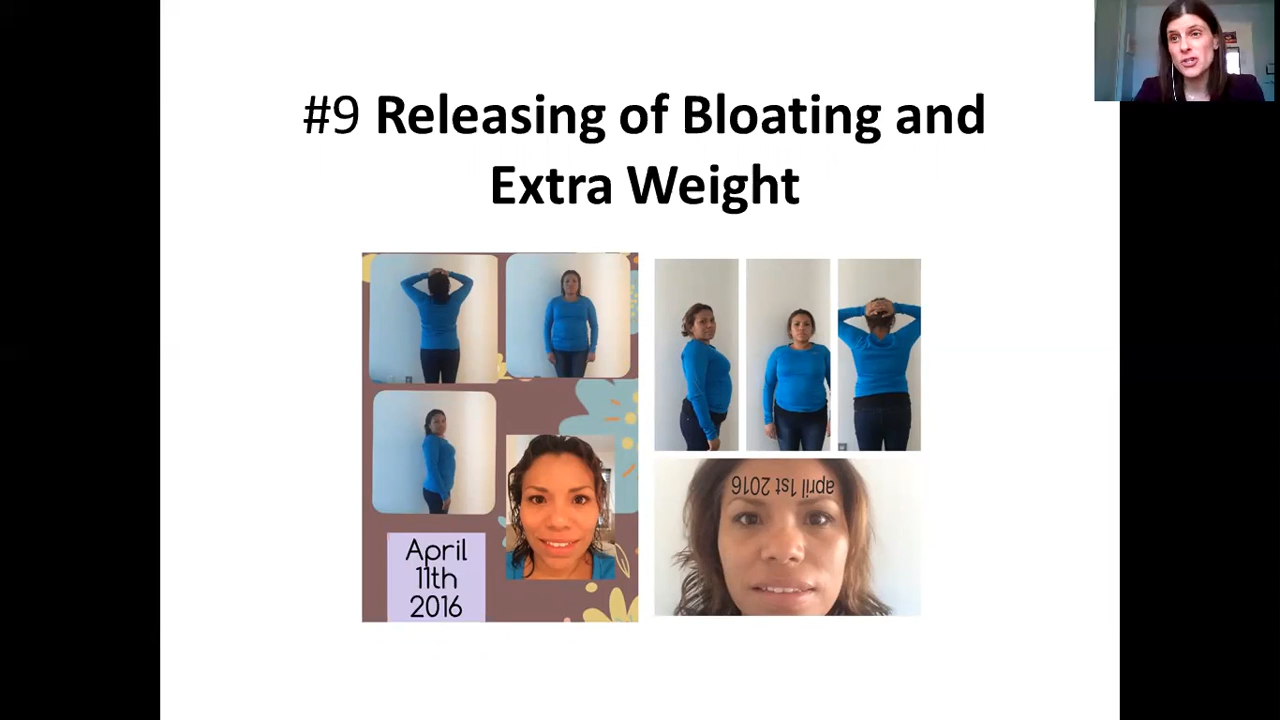 #9 Releasing of Bloating and
Extra Weight
April
11th
2016
april 1st 2016